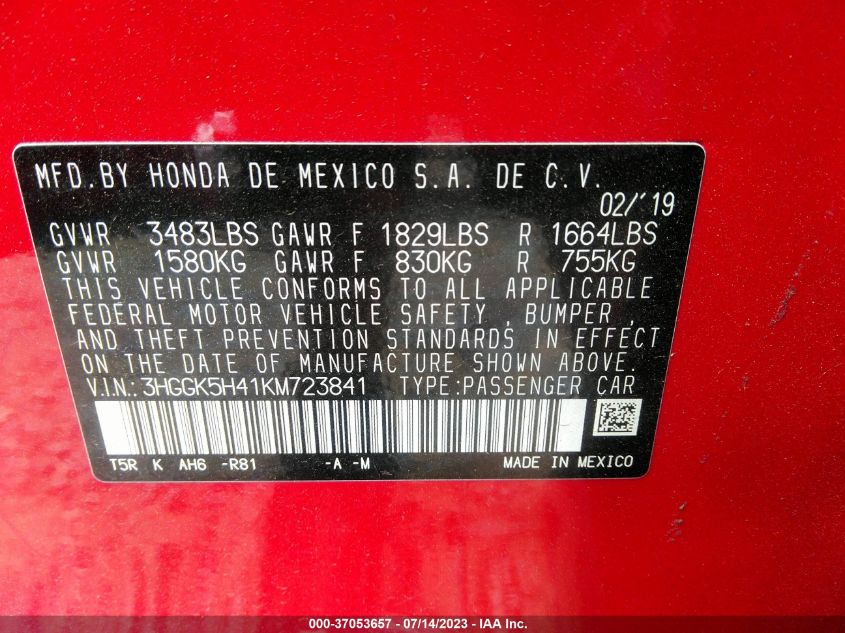 MFD.BY HONDA DE MEXICO S.A. DE C.V.
02/'19
GVWR 3483LBS GAWR F 1829LBS R 1664LBS
GVWR 1580KG GAWR F 830KG R 755KG
THIS VEHICLE CONFORMS TO ALL APPLICABLE
FEDERAL MOTOR VEHICLE SAFETY , BUMPER ,
AND THEFT PREVENTION STANDARDS IN EFFECT
ON THE DATE OF MANUFACTURE SHOWN ABOVE.
V.I.N.: 3HGGK5H41KM723841 TYPE:PASSENGER CAR
T5R K AH6 -R81 -A -M MADE IN MEXICO
000-37053657 - 07/14/2023 - IAA Inc.